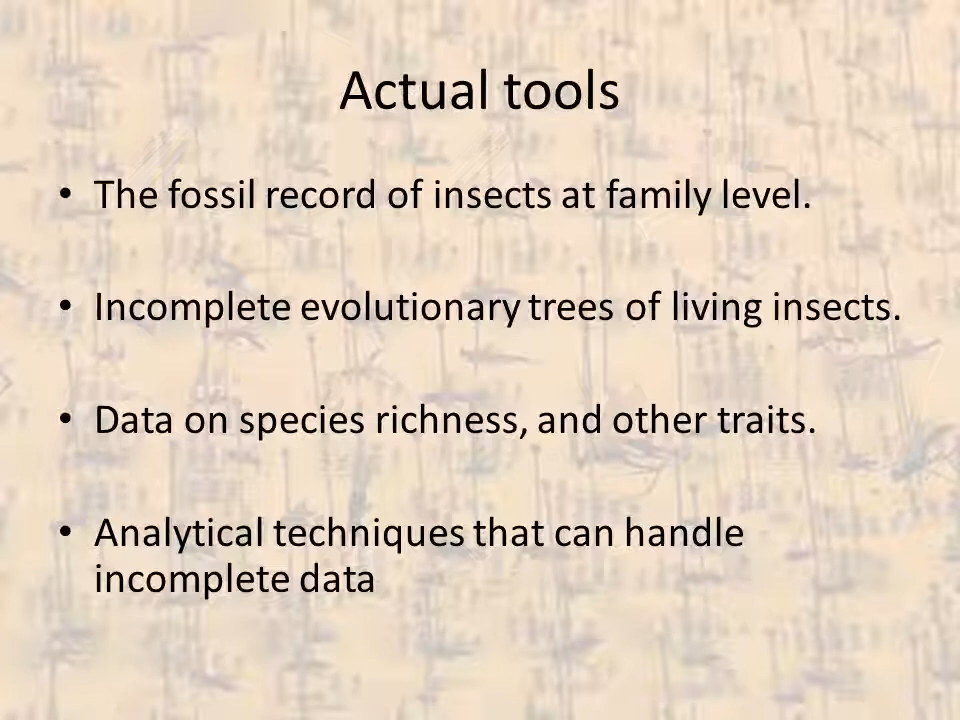 Actual tools
• The fossil record of insects at family level.
• Incomplete evolutionary trees of living insects.
• Data on species richness, and other traits.
• Analytical techniques that can handle
incomplete data